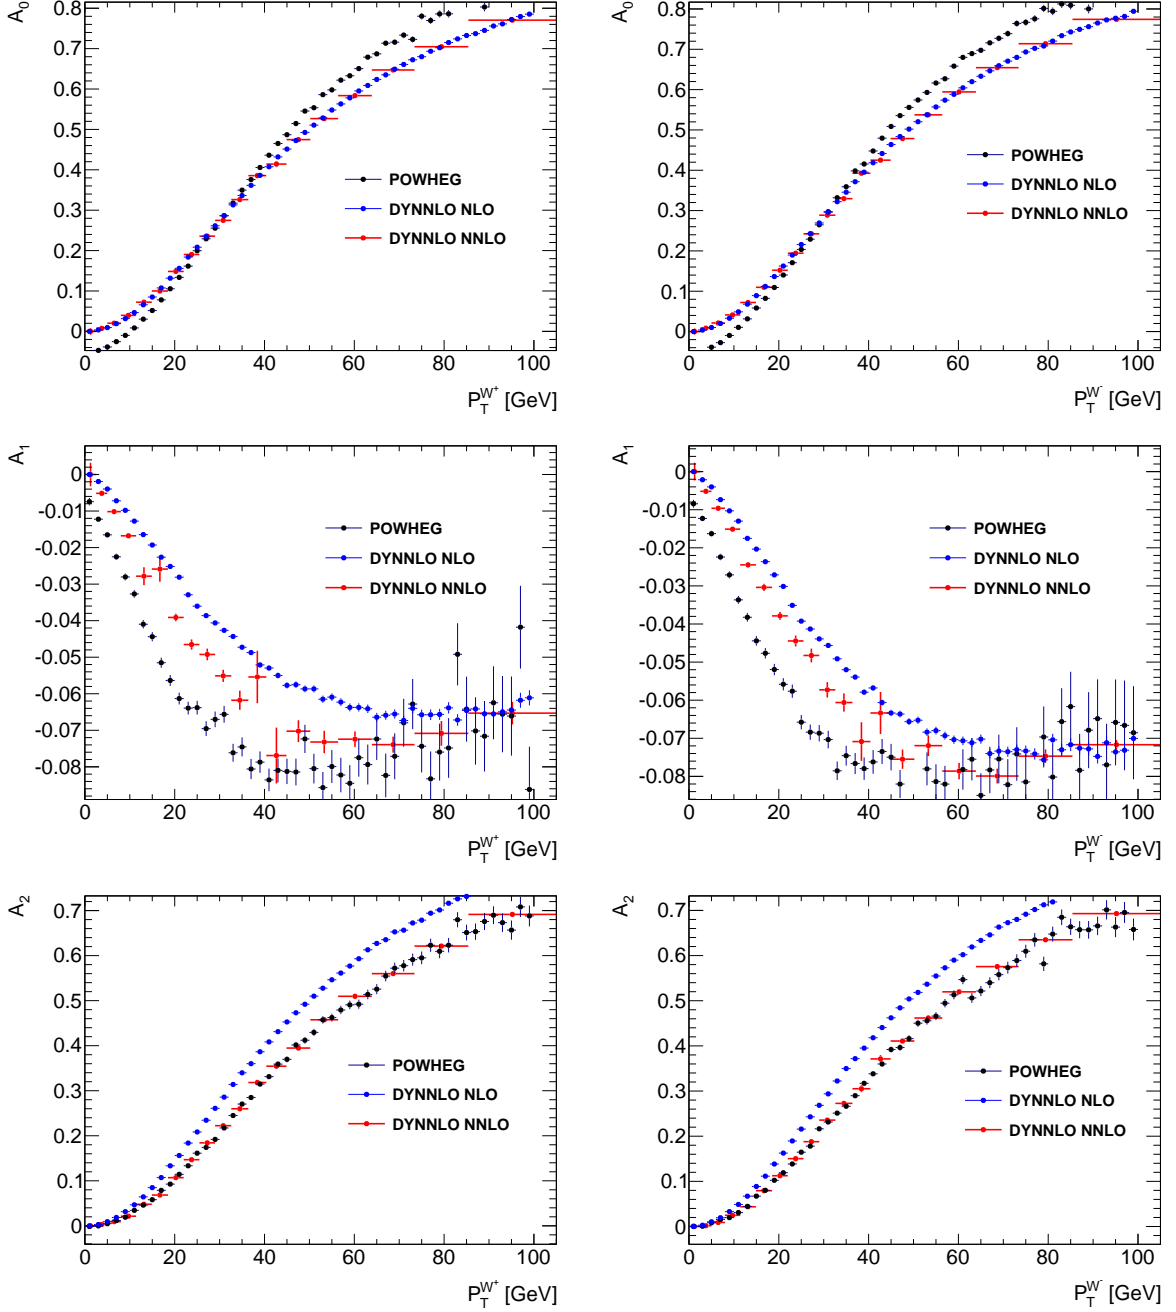 A0
0.8
0.7
0.6
0.5
0.4
0.3
0.2
0.1
0
POWHEG
DYNNLO NLO
DYNNLO NNLO
0 20 40 60 80 100
P_T^{W+} [GeV]
A0
0.8
0.7
0.6
0.5
0.4
0.3
0.2
0.1
0
POWHEG
DYNNLO NLO
DYNNLO NNLO
0 20 40 60 80 100
P_T^{W-} [GeV]
A1
0
-0.01
-0.02
-0.03
-0.04
-0.05
-0.06
-0.07
-0.08
POWHEG
DYNNLO NLO
DYNNLO NNLO
0 20 40 60 80 100
P_T^{W+} [GeV]
A1
0
-0.01
-0.02
-0.03
-0.04
-0.05
-0.06
-0.07
-0.08
POWHEG
DYNNLO NLO
DYNNLO NNLO
0 20 40 60 80 100
P_T^{W-} [GeV]
A2
0.7
0.6
0.5
0.4
0.3
0.2
0.1
0
POWHEG
DYNNLO NLO
DYNNLO NNLO
0 20 40 60 80 100
P_T^{W+} [GeV]
A2
0.7
0.6
0.5
0.4
0.3
0.2
0.1
0
POWHEG
DYNNLO NLO
DYNNLO NNLO
0 20 40 60 80 100
P_T^{W-} [GeV]